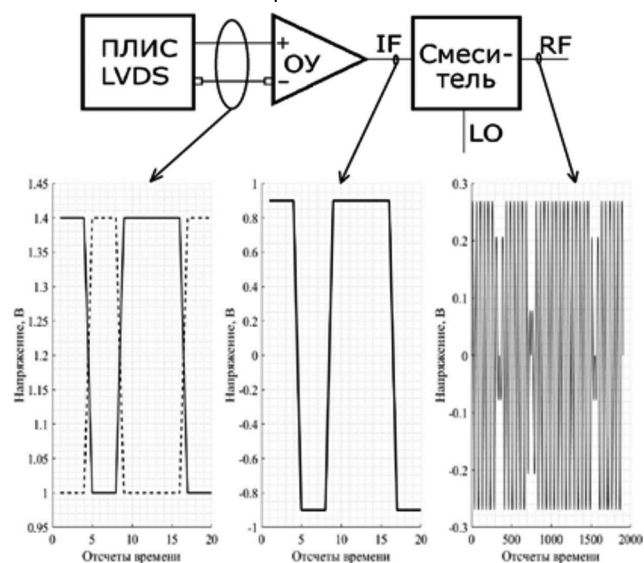 ПЛИС
LVDS
+
−
ОУ
IF
Смеси-
тель
RF
LO
Напряжение, В
1.45
1.4
1.35
1.3
1.25
1.2
1.15
1.1
1.05
1
0.95
0 5 10 15 20
Отсчеты времени
Напряжение, В
1
0.8
0.6
0.4
0.2
0
-0.2
-0.4
-0.6
-0.8
-1
0 5 10 15 20
Отсчеты времени
Напряжение, В
0.3
0.2
0.1
0
-0.1
-0.2
-0.3
0 500 1000 1500 2000
Отсчеты времени